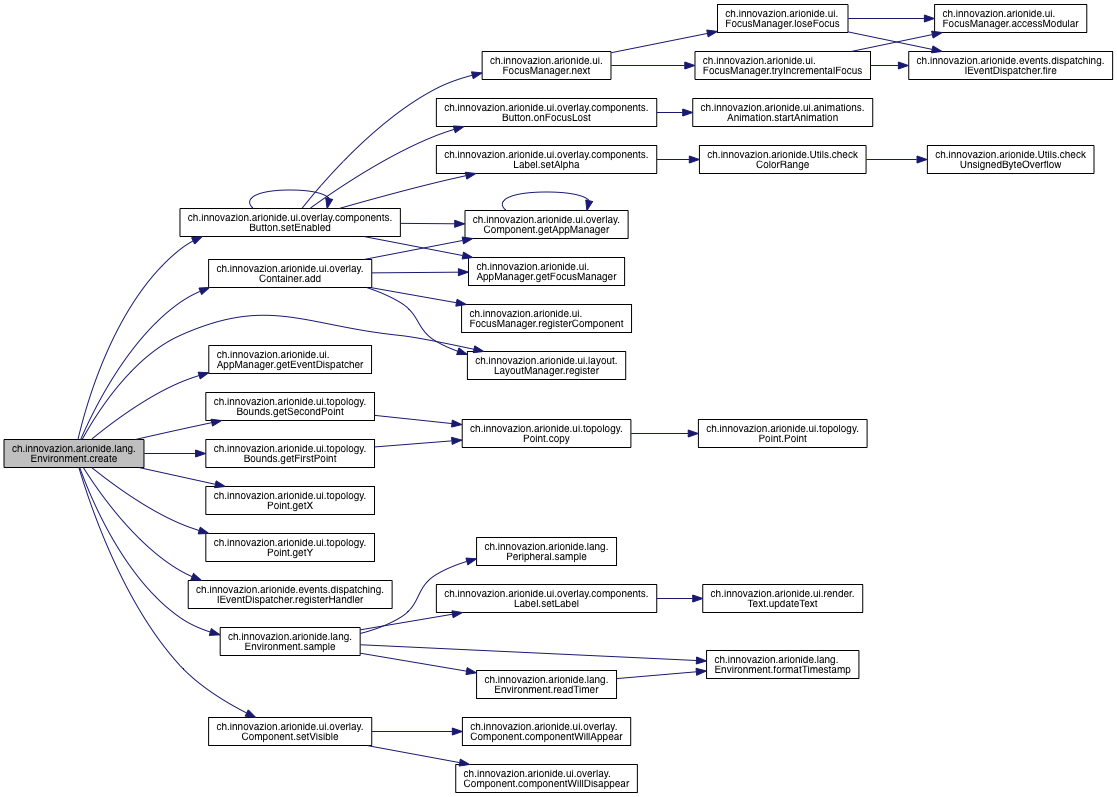 ch.innovazion.arionide.ui.
FocusManager.loseFocus
ch.innovazion.arionide.ui.
FocusManager.accessModular
ch.innovazion.arionide.ui.
FocusManager.next
ch.innovazion.arionide.ui.
FocusManager.tryIncrementalFocus
ch.innovazion.arionide.events.dispatching.
IEventDispatcher.fire
ch.innovazion.arionide.ui.overlay.components.
Button.onFocusLost
ch.innovazion.arionide.ui.animations.
Animation.startAnimation
ch.innovazion.arionide.ui.overlay.components.
Label.setAlpha
ch.innovazion.arionide.Utils.check
ColorRange
ch.innovazion.arionide.Utils.check
UnsignedByteOverflow
ch.innovazion.arionide.ui.overlay.components.
Button.setEnabled
ch.innovazion.arionide.ui.overlay.
Component.getAppManager
ch.innovazion.arionide.ui.overlay.
Container.add
ch.innovazion.arionide.ui.
AppManager.getFocusManager
ch.innovazion.arionide.ui.
FocusManager.registerComponent
ch.innovazion.arionide.ui.
AppManager.getEventDispatcher
ch.innovazion.arionide.ui.layout.
LayoutManager.register
ch.innovazion.arionide.ui.topology.
Bounds.getSecondPoint
ch.innovazion.arionide.ui.topology.
Point.copy
ch.innovazion.arionide.ui.topology.
Point.Point
ch.innovazion.arionide.lang.
Environment.create
ch.innovazion.arionide.ui.topology.
Bounds.getFirstPoint
ch.innovazion.arionide.ui.topology.
Point.getX
ch.innovazion.arionide.ui.topology.
Point.getY
ch.innovazion.arionide.lang.
Peripheral.sample
ch.innovazion.arionide.events.dispatching.
IEventDispatcher.registerHandler
ch.innovazion.arionide.ui.overlay.components.
Label.setLabel
ch.innovazion.arionide.ui.render.
Text.updateText
ch.innovazion.arionide.lang.
Environment.sample
ch.innovazion.arionide.lang.
Environment.formatTimestamp
ch.innovazion.arionide.lang.
Environment.readTimer
ch.innovazion.arionide.ui.overlay.
Component.setVisible
ch.innovazion.arionide.ui.overlay.
Component.componentWillAppear
ch.innovazion.arionide.ui.overlay.
Component.componentWillDisappear